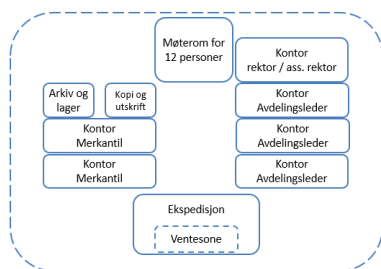 Møterom for
12 personer
Kontor
rektor / ass. rektor
Arkiv og
lager
Kopi og
utskrift
Kontor
Avdelingsleder
Kontor
Merkantil
Kontor
Avdelingsleder
Kontor
Merkantil
Kontor
Avdelingsleder
Ekspedisjon
Ventesone